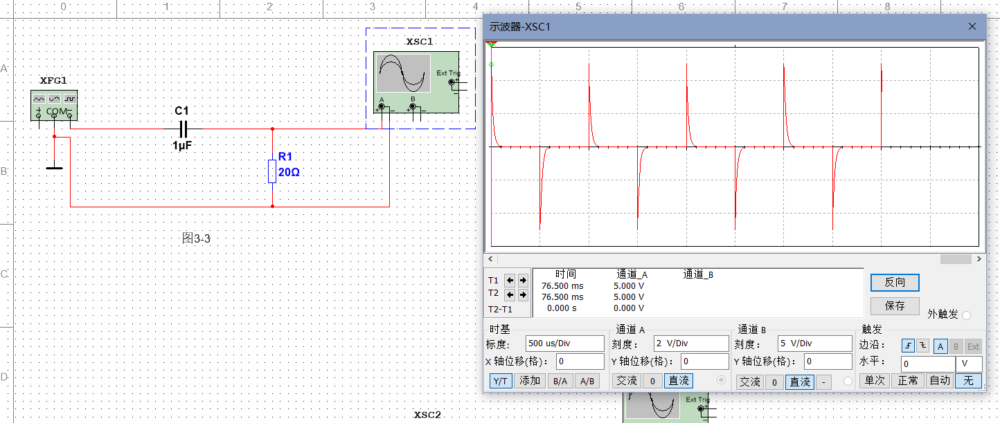 0 1 2 3 4 5 6 7 8
A
B
C
D
XFG1
COM
+ −
C1
1µF
R1
20Ω
图3-3
XSC1
Ext Trig
+
−
A B
+ − + −
XSC2
Ext Trig
+
−
示波器-XSC1
时间 通道_A 通道_B
T1 76.500 ms 5.000 V
T2 76.500 ms 5.000 V
T2-T1 0.000 s 0.000 V
反向
保存
外触发
时基
标度: 500 us/Div
X 轴位移(格): 0
Y/T 添加 B/A A/B
通道 A
刻度: 2 V/Div
Y 轴位移(格): 0
交流 0 直流
通道 B
刻度: 5 V/Div
Y 轴位移(格): 0
交流 0 直流 -
触发
边沿: A B Ext
水平: 0 V
单次 正常 自动 无